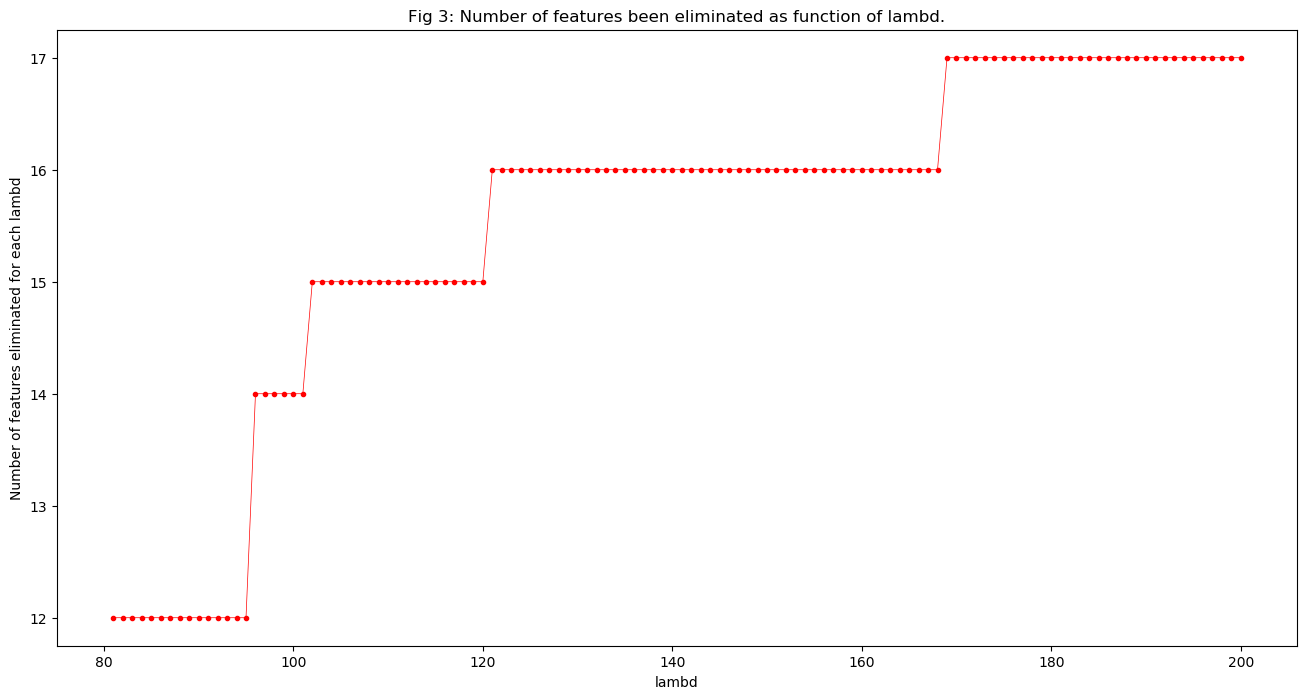 Fig 3: Number of features been eliminated as function of lambd.
Number of features eliminated for each lambd
17
16
15
14
13
12
80 100 120 140 160 180 200
lambd